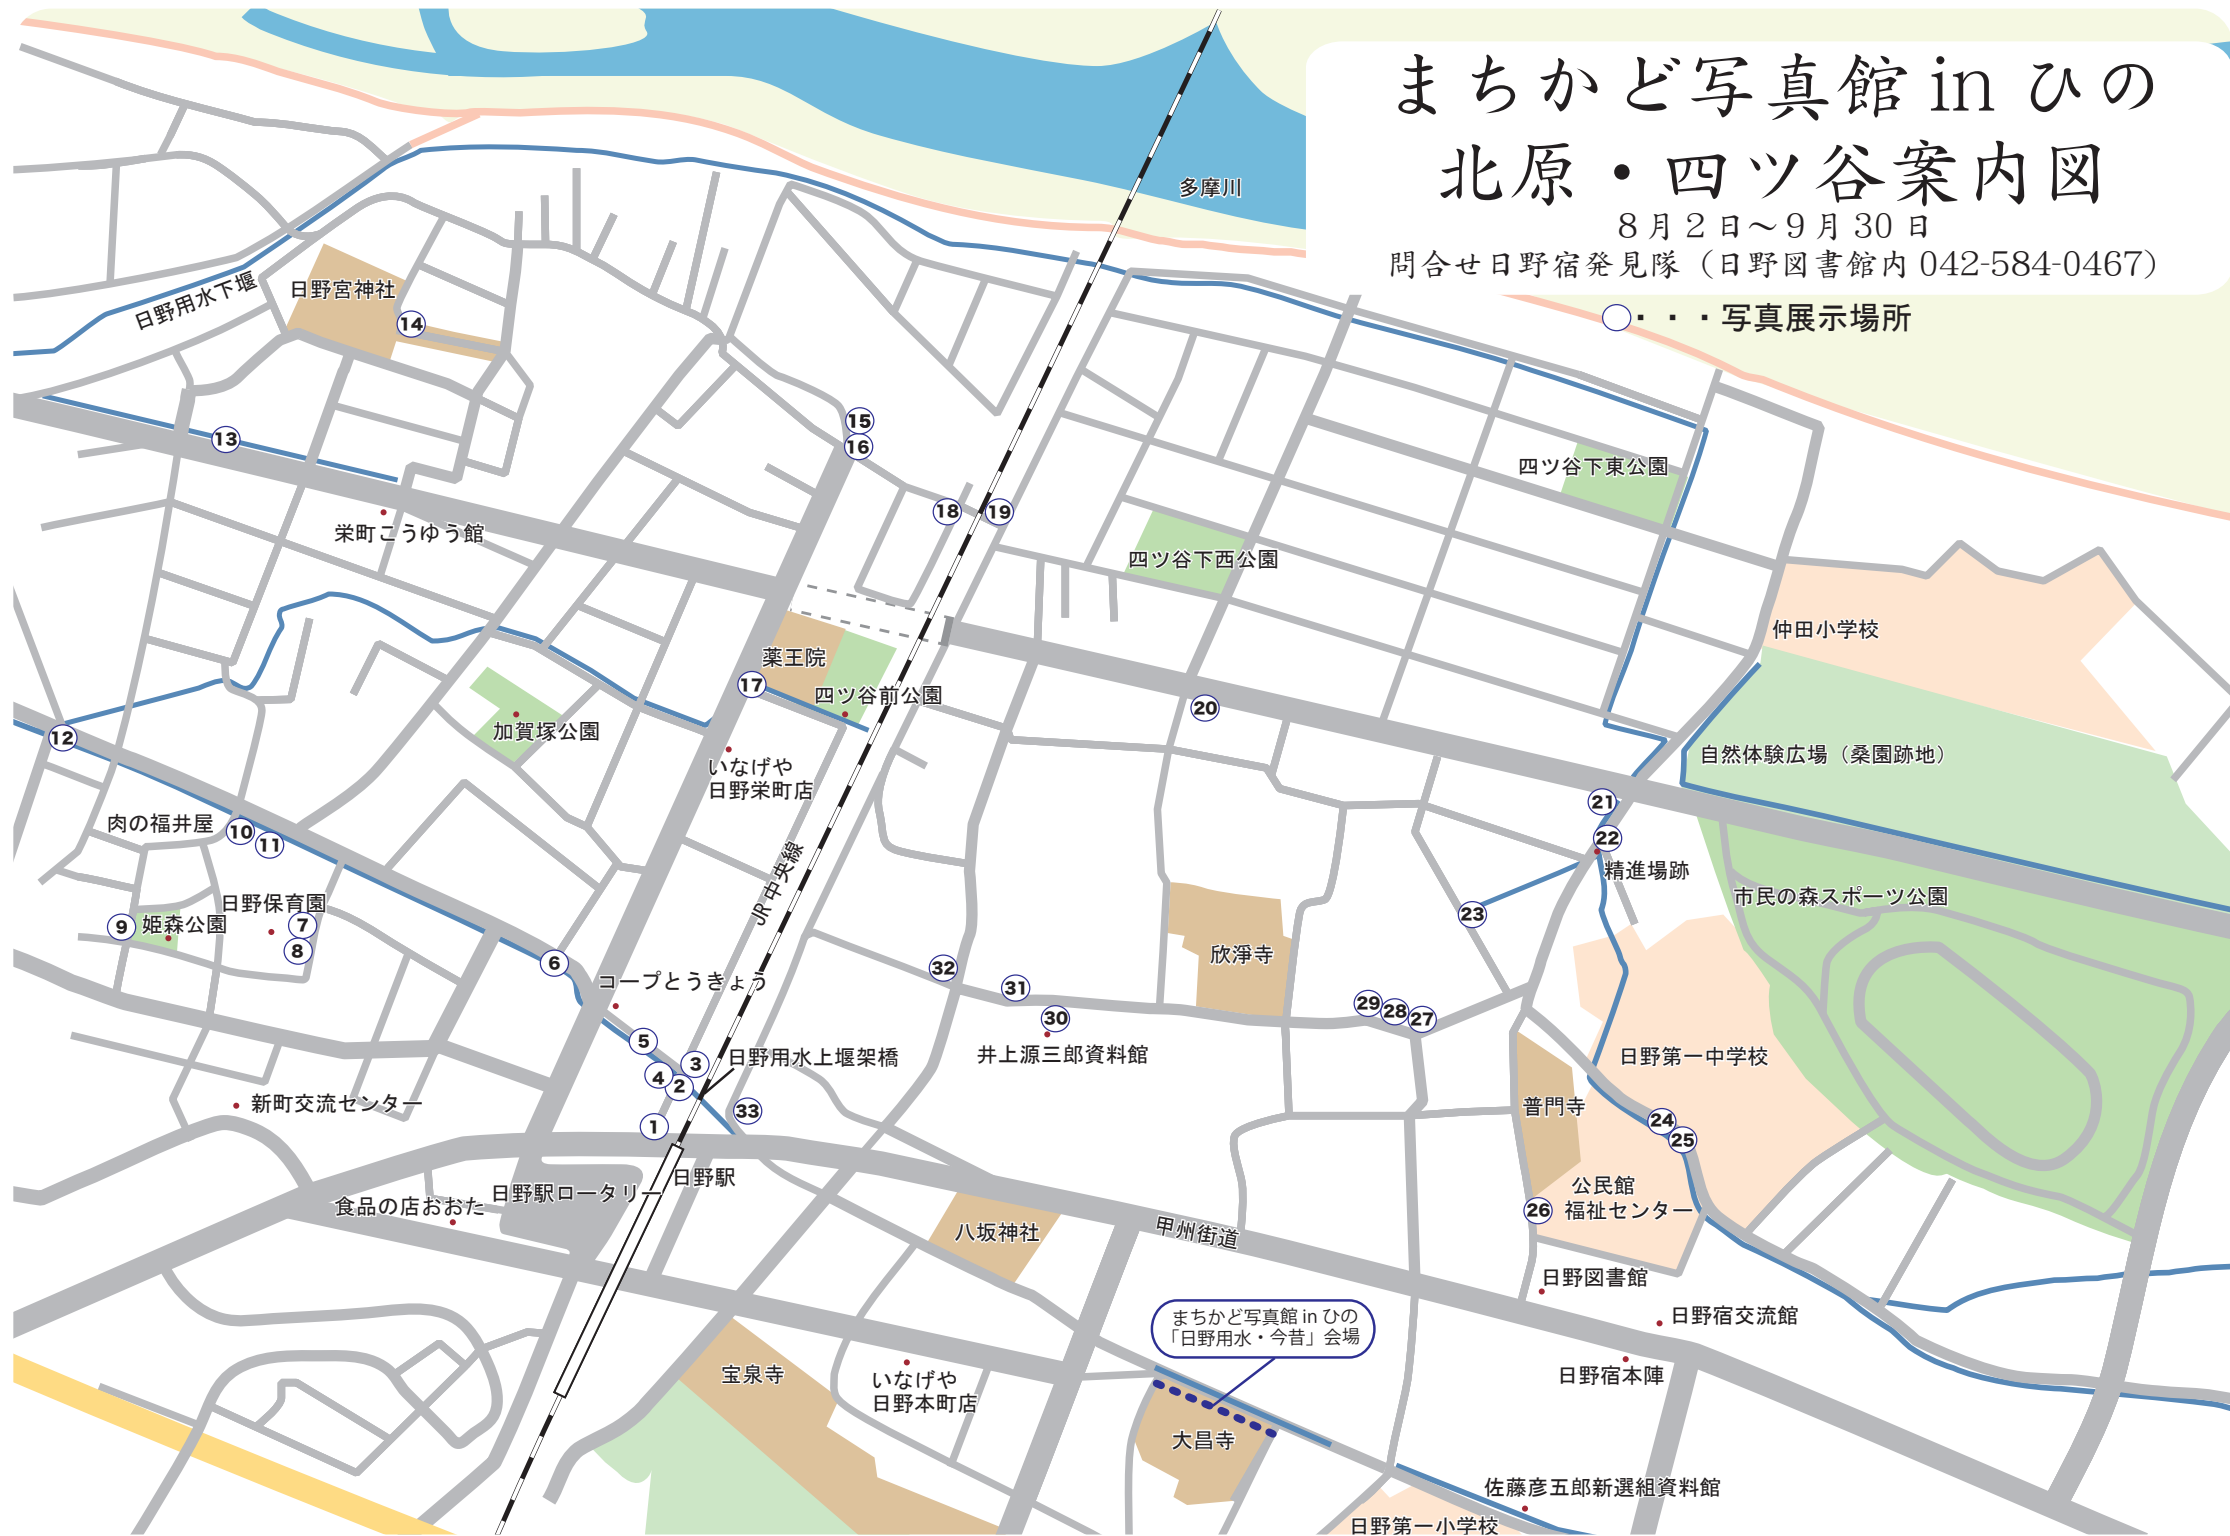 まちかど写真館 in ひの
北原・四ツ谷案内図
8月2日～9月30日
問合せ日野宿発見隊（日野図書館内 042-584-0467）
○・・・写真展示場所
多摩川
日野用水下堰
日野宮神社
14
13
15
16
栄町こうゆう館
18
19
四ツ谷下東公園
四ツ谷下西公園
仲田小学校
薬王院
17
四ツ谷前公園
20
加賀塚公園
12
いなげや
日野栄町店
自然体験広場（桑園跡地）
21
22
精進場跡
肉の福井屋
10
11
JR中央線
市民の森スポーツ公園
日野保育園
9
姫森公園
7
8
23
欣淨寺
6
コープとうきょう
32
31
30
29
28
27
井上源三郎資料館
5
3
4
2
日野用水上堰架橋
日野第一中学校
新町交流センター
1
33
普門寺
24
25
日野駅
日野駅ロータリー
食品の店おおた
公民館
福祉センター
26
八坂神社
甲州街道
日野図書館
まちかど写真館 in ひの
「日野用水・今昔」会場
日野宿交流館
日野宿本陣
宝泉寺
いなげや
日野本町店
大昌寺
佐藤彦五郎新選組資料館
日野第一小学校